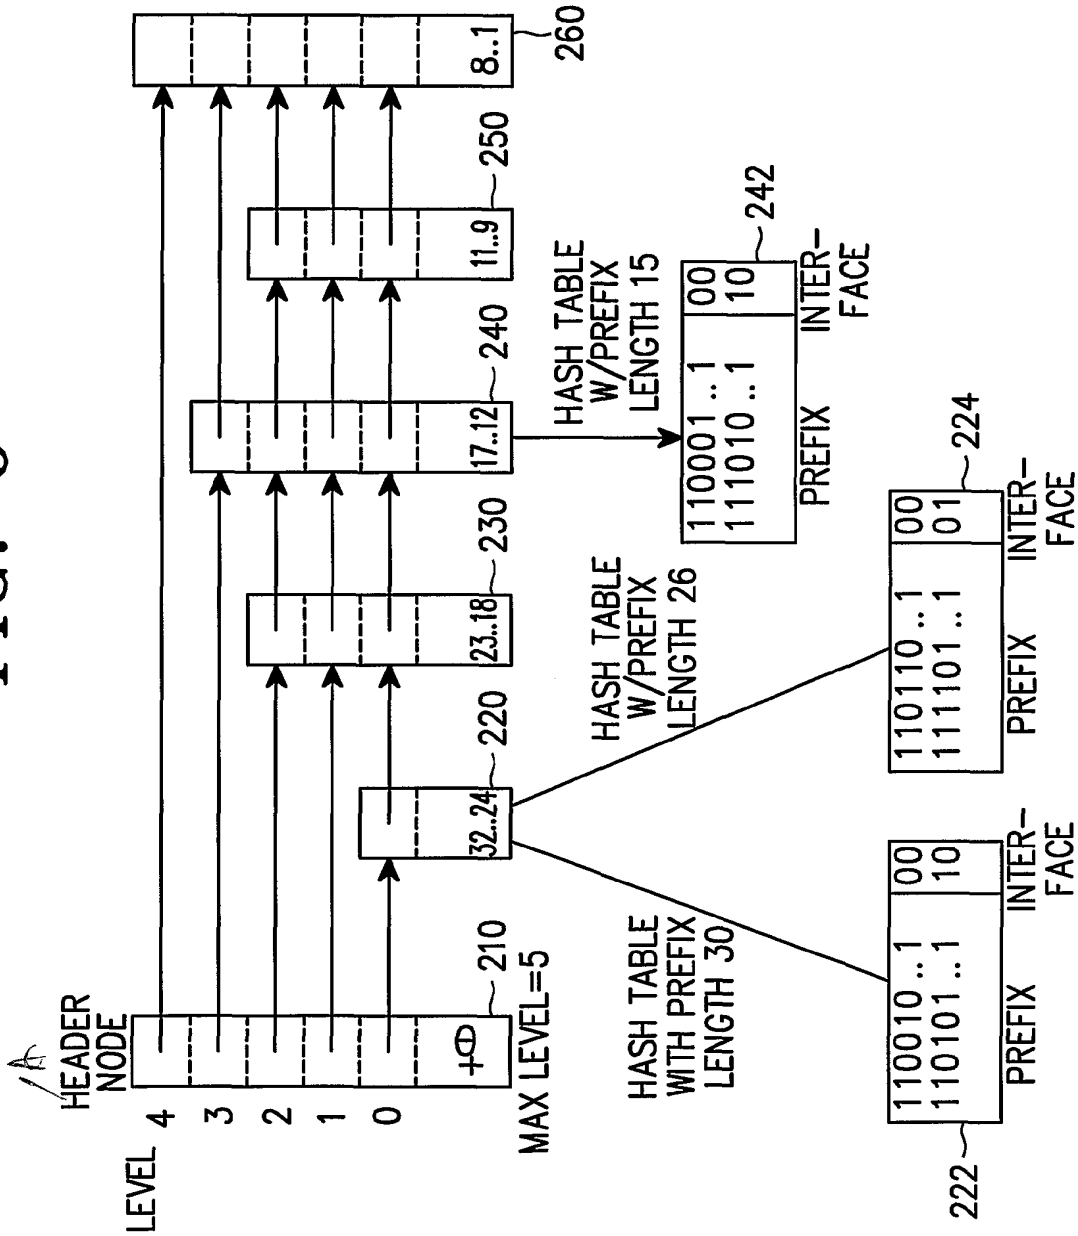 LEVEL
4
3
2
1
0
HEADER
NODE
210
MAX LEVEL=5
32..24
220
23..18
230
17..12
240
11..9
250
8..1
260
HASH TABLE
WITH PREFIX
LENGTH 30
110010..1 00
110101..1 10
PREFIX
INTER-
FACE
222
HASH TABLE
W/PREFIX
LENGTH 26
110110..1 00
111101..1 01
PREFIX
INTER-
FACE
224
HASH TABLE
W/PREFIX
LENGTH 15
110001..1 00
111010..1 10
PREFIX
INTER-
FACE
242